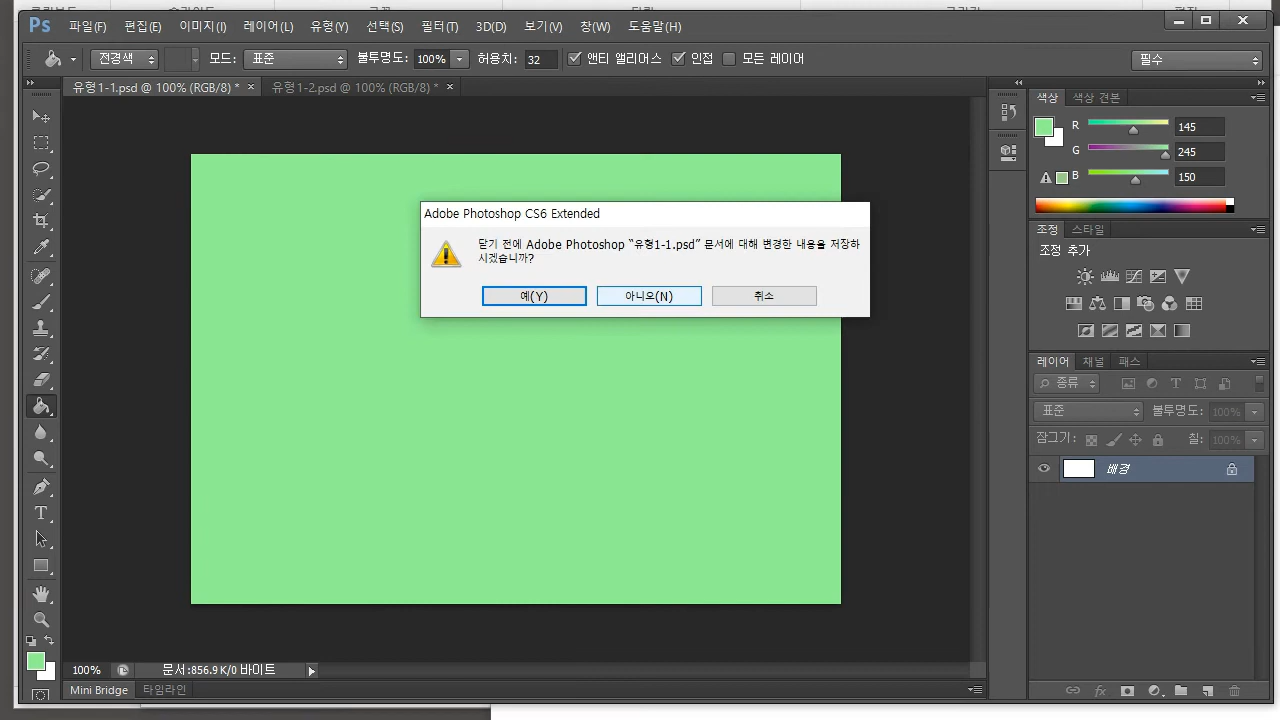 Ps 파일(F) 편집(E) 이미지(I) 레이어(L) 유형(Y) 선택(S) 필터(T) 3D(D) 보기(V) 창(W) 도움말(H)
전경색 모드: 표준 불투명도: 100% 허용치: 32 앤티 앨리어스 인접 모든 레이어 필수
유형1-1.psd @ 100% (RGB/8) * × 유형1-2.psd @ 100% (RGB/8) * ×
색상 색상 견본
R 145
G 245
B 150
조정 스타일
조정 추가
Adobe Photoshop CS6 Extended
닫기 전에 Adobe Photoshop “유형1-1.psd” 문서에 대해 변경한 내용을 저장하
시겠습니까?
예(Y) 아니요(N) 취소
레이어 채널 패스
종류
표준 불투명도: 100%
잠그기: 칠: 100%
배경
100% 문서:856.9 K/0 바이트
Mini Bridge 타임라인
fx